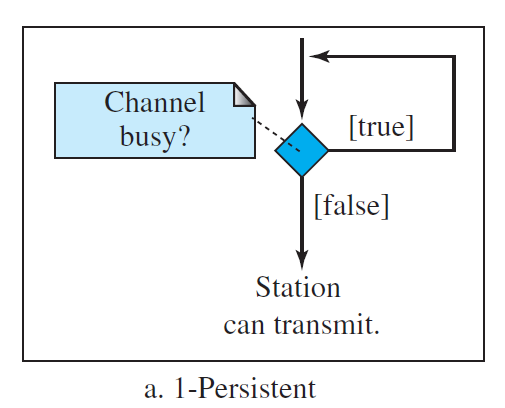 Channel
busy?
[true]
[false]
Station
can transmit.
a. 1-Persistent